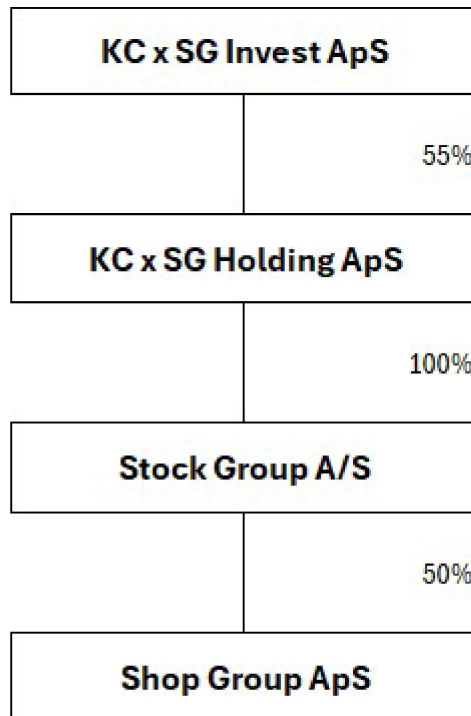 KC x SG Invest ApS
55%
KC x SG Holding ApS
100%
Stock Group A/S
50%
Shop Group ApS